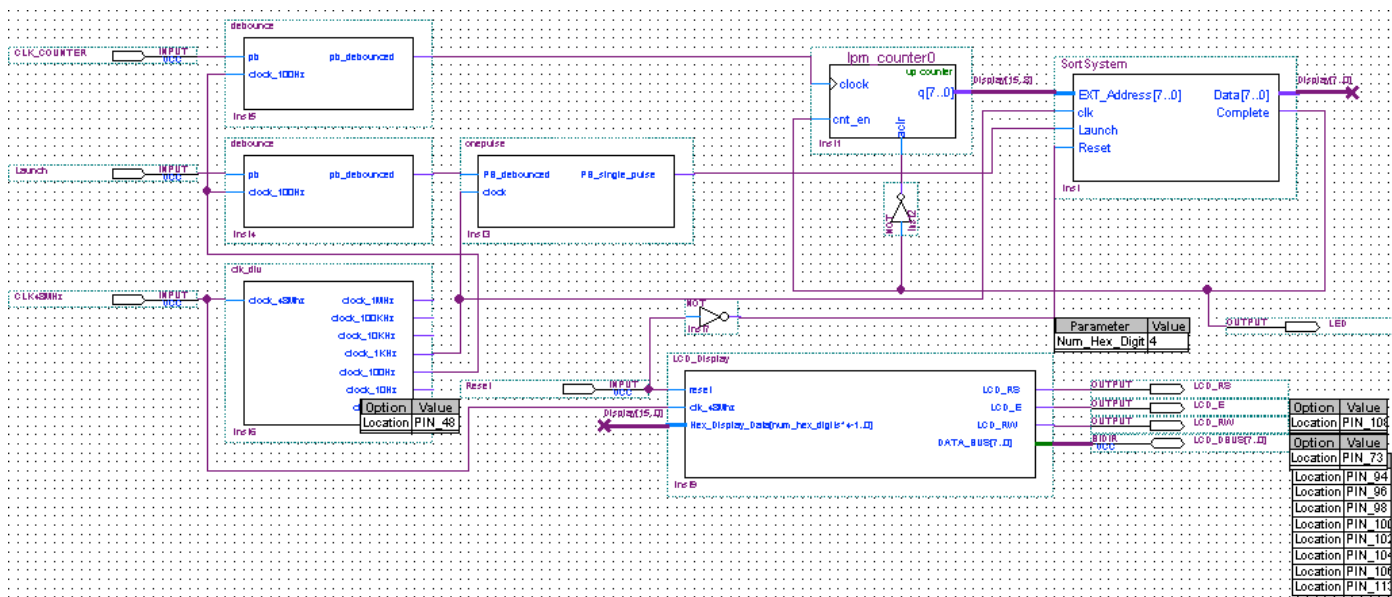 debounce
CLK_COUNTER
INPUT
VCC
pb
pb_debounced
clock_100Hz
inst5
lpm_counter0
up counter
clock
q[7..0]
cnt_en
aclr
inst1
Display[15..8]
SortSystem
EXT_Address[7..0]
Data[7..0]
clk
Complete
Launch
Reset
inst
Display[7..0]
debounce
Launch
INPUT
VCC
pb
pb_debounced
clock_100Hz
inst4
onepulse
PB_debounced
PB_single_pulse
clock
inst3
NOT
inst2
clk_div
CLK48MHz
INPUT
VCC
clock_48Mhz
clock_1MHz
clock_100KHz
clock_10KHz
clock_1KHz
clock_100Hz
clock_10Hz
inst6
Option Value
Location PIN_48
NOT
inst7
Parameter Value
Num_Hex_Digit 4
OUTPUT
LED
Reset
INPUT
VCC
LCD_Display
reset
LCD_RS
clk_48Mhz
LCD_E
Display[15..0]
Hex_Display_Data[num_hex_digits*4-1..0]
LCD_RW
DATA_BUS[7..0]
inst9
OUTPUT
LCD_RS
OUTPUT
LCD_E
OUTPUT
LCD_RW
BIDIR
VCC
LCD_DBUS[7..0]
Option Value
Location PIN_108
Option Value
Location PIN_73
Location PIN_94
Location PIN_96
Location PIN_98
Location PIN_100
Location PIN_102
Location PIN_104
Location PIN_106
Location